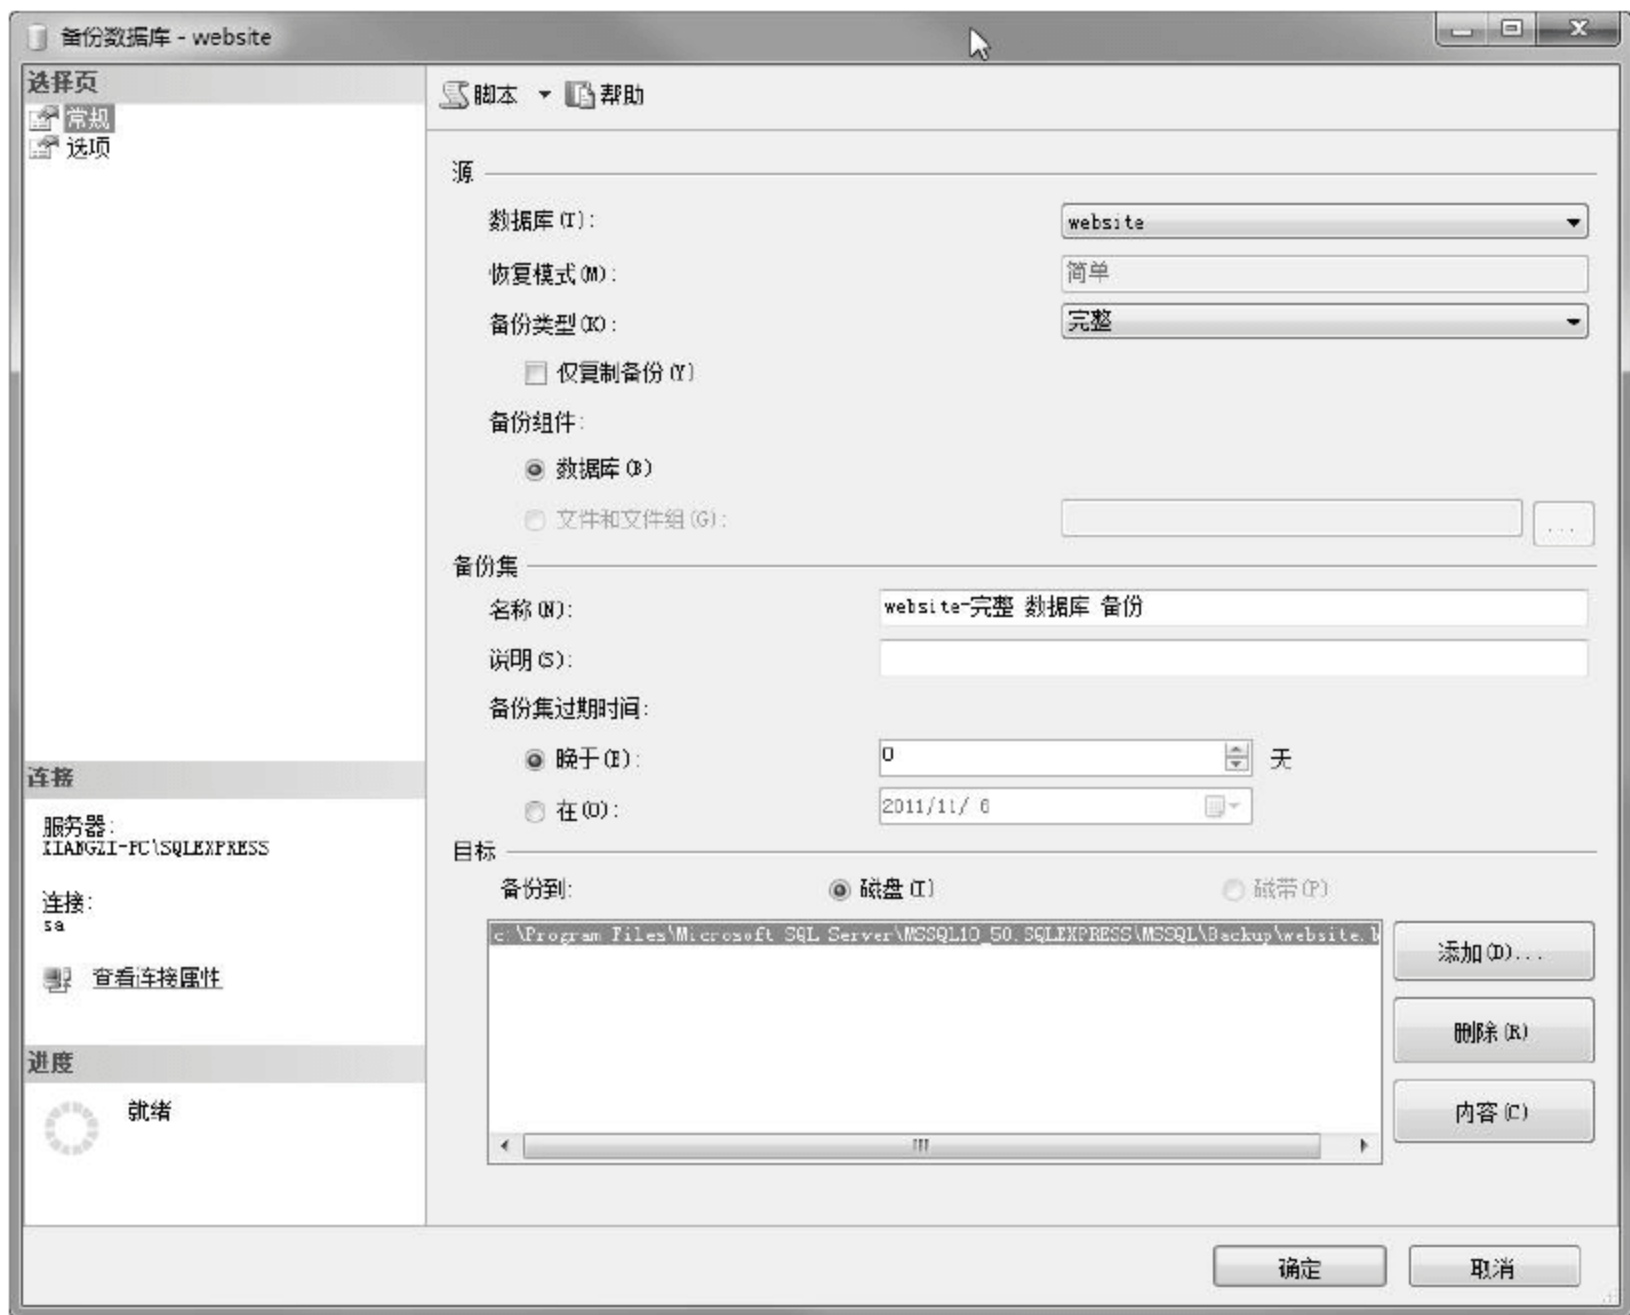 备份数据库 - website
选择页
常规
选项
脚本 帮助
源
数据库(T): website
恢复模式(M): 简单
备份类型(K): 完整
仅复制备份(Y)
备份组件:
数据库(B)
文件和文件组(G): ...
备份集
名称(N): website-完整 数据库 备份
说明(S):
备份集过期时间:
晚于(E): 0 天
在(O): 2011/11/ 6
目标
备份到: 磁盘(I) 磁带(P)
c:\Program Files\Microsoft SQL Server\MSSQL10_50.SQLEXPRESS\MSSQL\Backup\website.b
添加(D)...
删除(R)
内容(C)
连接
服务器:
XIANGZI-PC\SQLEXPRESS
连接:
sa
查看连接属性
进度
就绪
确定 取消